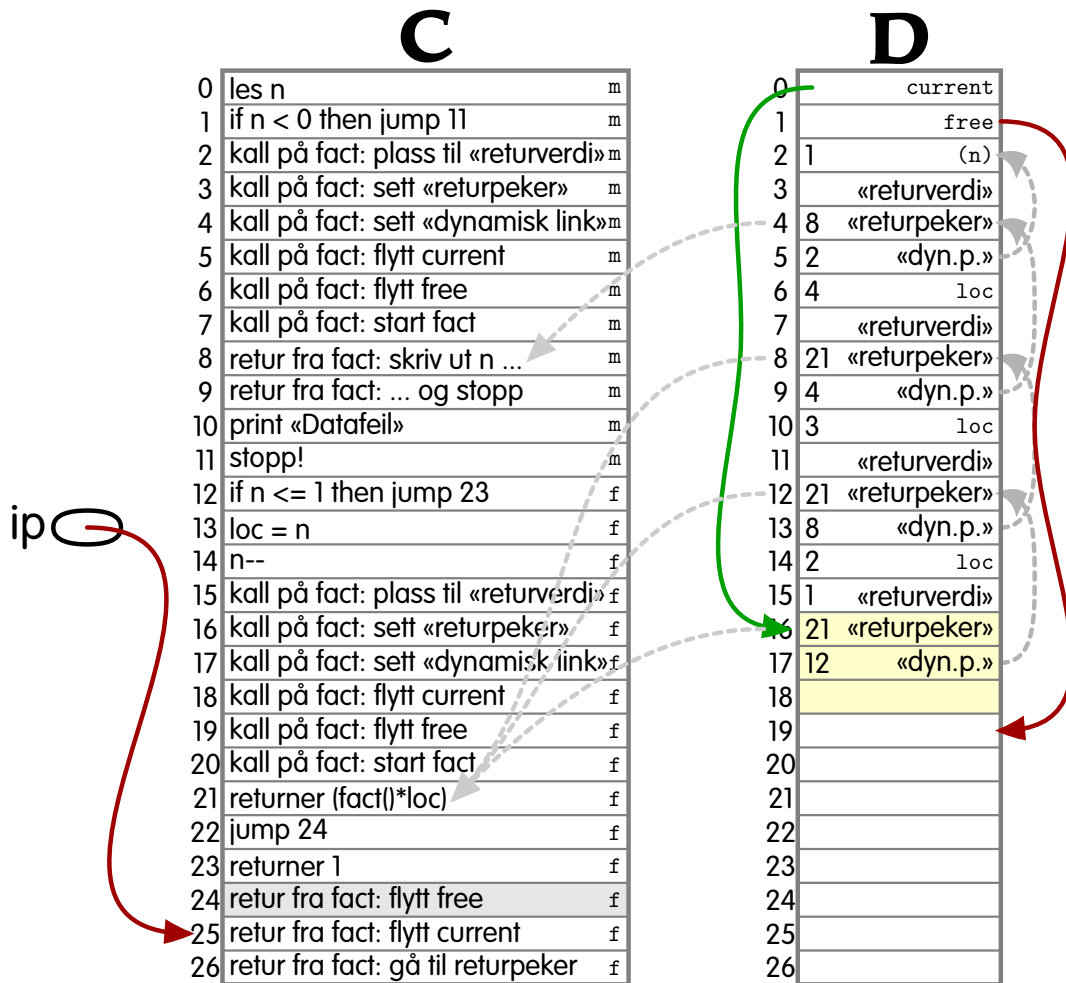 C
0 les n m
1 if n < 0 then jump 11 m
2 kall på fact: plass til «returverdi» m
3 kall på fact: sett «returpeker» m
4 kall på fact: sett «dynamisk link» m
5 kall på fact: flytt current m
6 kall på fact: flytt free m
7 kall på fact: start fact m
8 retur fra fact: skriv ut n ... m
9 retur fra fact: ... og stopp m
10 print «Datafeil» m
11 stopp! m
12 if n <= 1 then jump 23 f
13 loc = n f
14 n-- f
15 kall på fact: plass til «returverdi» f
16 kall på fact: sett «returpeker» f
17 kall på fact: sett «dynamisk link» f
18 kall på fact: flytt current f
19 kall på fact: flytt free f
20 kall på fact: start fact f
21 returner (fact()*loc) f
22 jump 24 f
23 returner 1 f
24 retur fra fact: flytt free f
25 retur fra fact: flytt current f
26 retur fra fact: gå til returpeker f
ip
D
0 current
1 free
2 1 (n)
3 «returverdi»
4 8 «returpeker»
5 2 «dyn.p.»
6 4 loc
7 «returverdi»
8 21 «returpeker»
9 4 «dyn.p.»
10 3 loc
11 «returverdi»
12 21 «returpeker»
13 8 «dyn.p.»
14 2 loc
15 1 «returverdi»
16 21 «returpeker»
17 12 «dyn.p.»
18
19
20
21
22
23
24
25
26